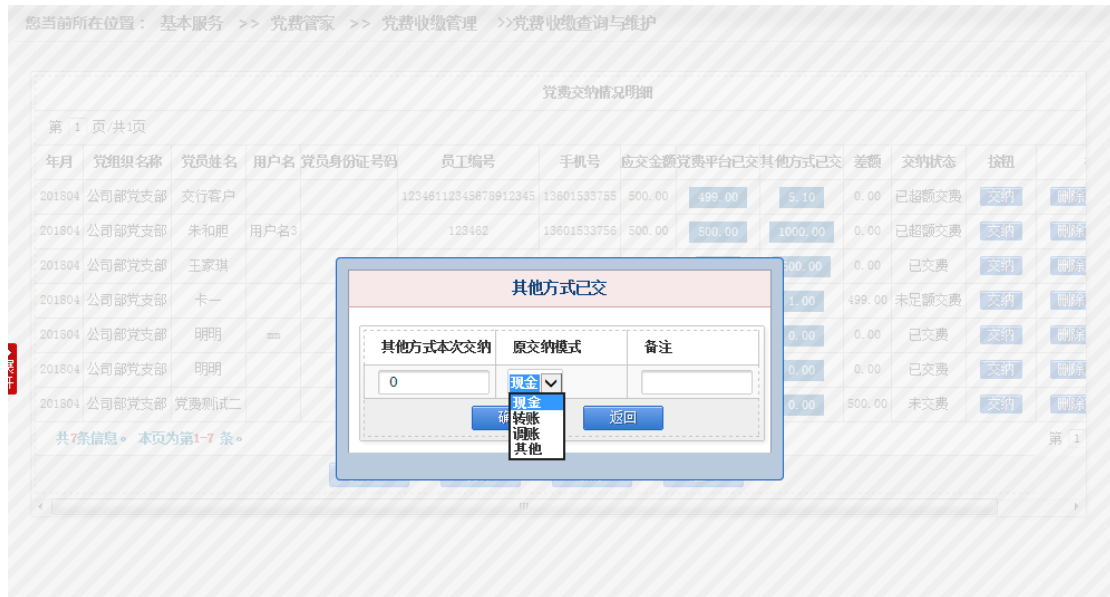 您当前所在位置： 基本服务 >> 党费管家 >> 党费收缴管理 >>党费收缴查询与维护
党费交纳情况明细
第 1 页/共1页
年月 党组织名称 党员姓名 用户名 党员身份证号码 员工编号 手机号 应交金额 党费平台已交 其他方式已交 差额 交纳状态 按钮
201804 公司部党支部 交行客户 12346112345678912345 13601533755 500.00 499.00 5.10 0.00 已超额交费 交纳 删除
201804 公司部党支部 朱和胆 用户名3 123462 13601533756 500.00 500.00 1000.00 0.00 已超额交费 交纳 删除
201804 公司部党支部 王家琪 500.00 0.00 已交费 交纳 删除
201804 公司部党支部 卡一 1.00 499.00 未足额交费 交纳 删除
201804 公司部党支部 明明 0.00 0.00 已交费 交纳 删除
201804 公司部党支部 明明 0.00 0.00 已交费 交纳 删除
201804 公司部党支部 党费测试二 0.00 500.00 未交费 交纳 删除
共7条信息。 本页为第1-7 条。 第 1
展开
其他方式已交
其他方式本次交纳 原交纳模式 备注
0 现金
现金
转账
调账
其他
返回